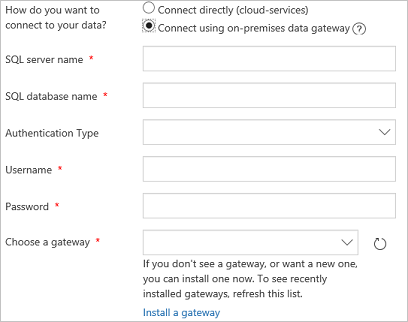 How do you want to
connect to your data?
Connect directly (cloud-services)
Connect using on-premises data gateway ?
SQL server name *
SQL database name *
Authentication Type
Username *
Password *
Choose a gateway *
If you don't see a gateway, or want a new one,
you can install one now. To see recently
installed gateways, refresh this list.
Install a gateway